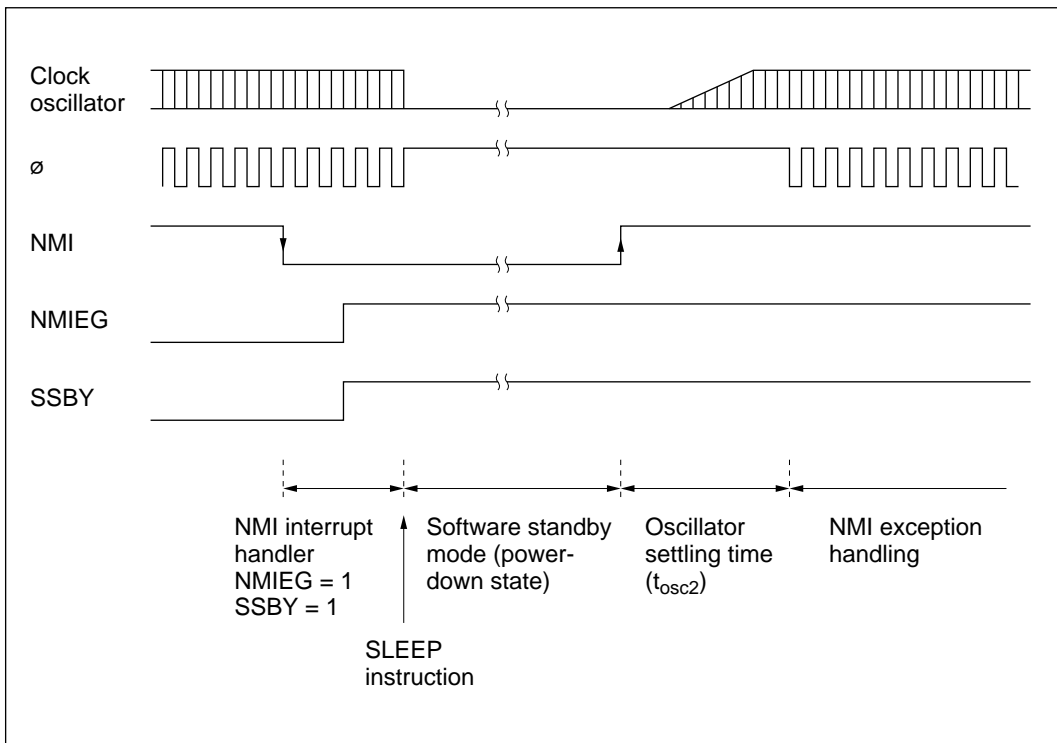 Clock
oscillator
ø
NMI
NMIEG
SSBY
NMI interrupt
handler
NMIEG = 1
SSBY = 1
Software standby
mode (power-
down state)
Oscillator
settling time
(tosc2)
NMI exception
handling
SLEEP
instruction